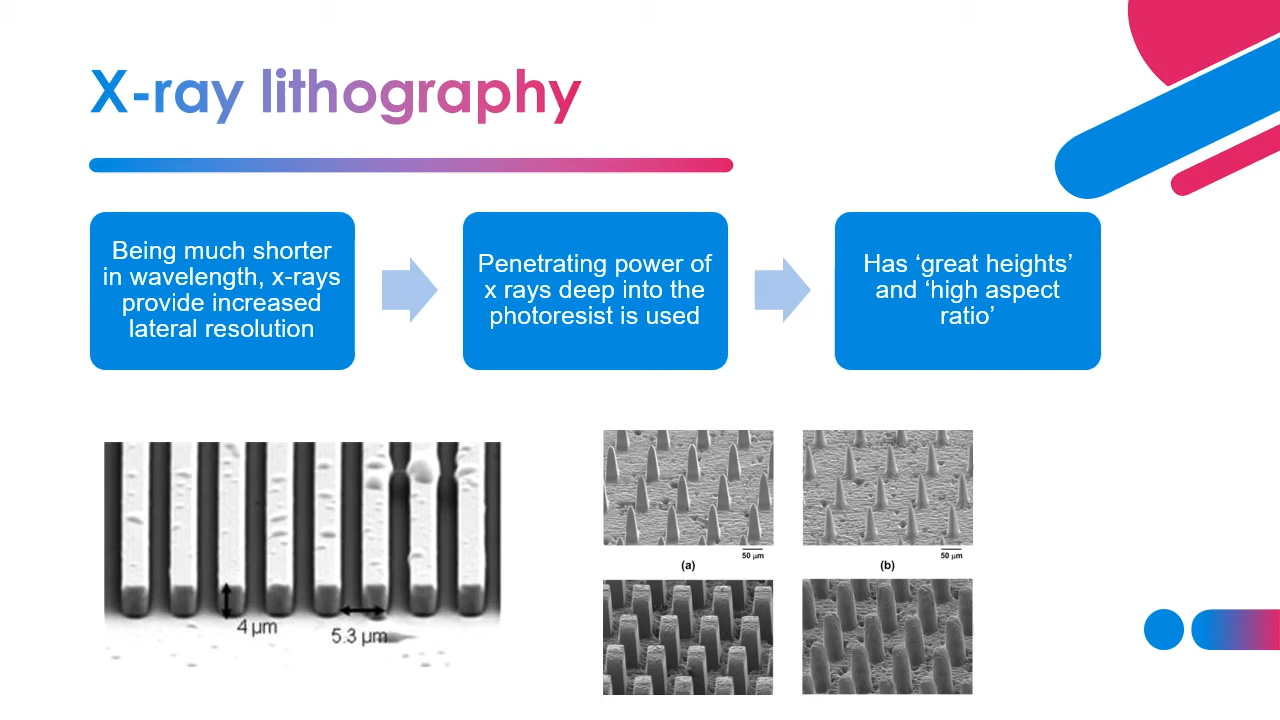 X-ray lithography
Being much shorter
in wavelength, x-rays
provide increased
lateral resolution
Penetrating power of
x rays deep into the
photoresist is used
Has ‘great heights’
and ‘high aspect
ratio’
4 μm
5.3 μm
50 μm
(a)
50 μm
(b)